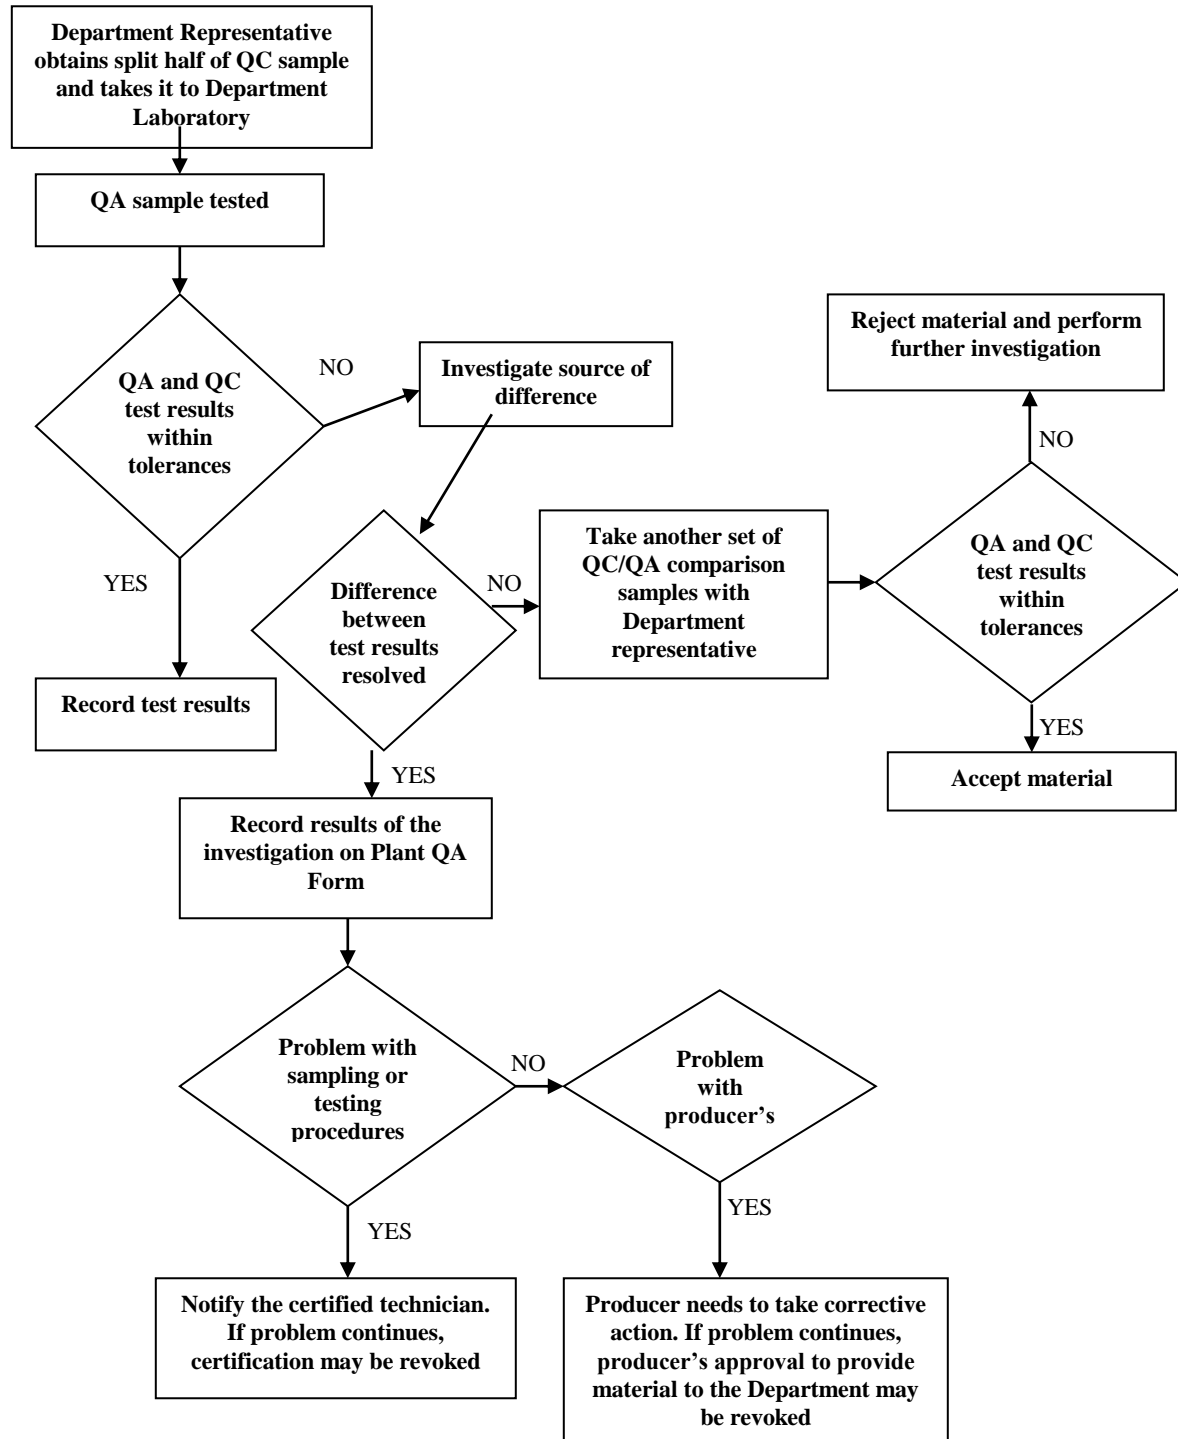 Department Representative
obtains split half of QC sample
and takes it to Department
Laboratory
QA sample tested
QA and QC
test results
within
tolerances
NO
YES
Record test results
Investigate source of
difference
Difference
between
test results
resolved
NO
YES
Take another set of
QC/QA comparison
samples with
Department
representative
QA and QC
test results
within
tolerances
NO
Reject material and perform
further investigation
YES
Accept material
Record results of the
investigation on Plant QA
Form
Problem with
sampling or
testing
procedures
NO
YES
Problem
with
producer’s
YES
Notify the certified technician.
If problem continues,
certification may be revoked
Producer needs to take corrective
action. If problem continues,
producer’s approval to provide
material to the Department may
be revoked